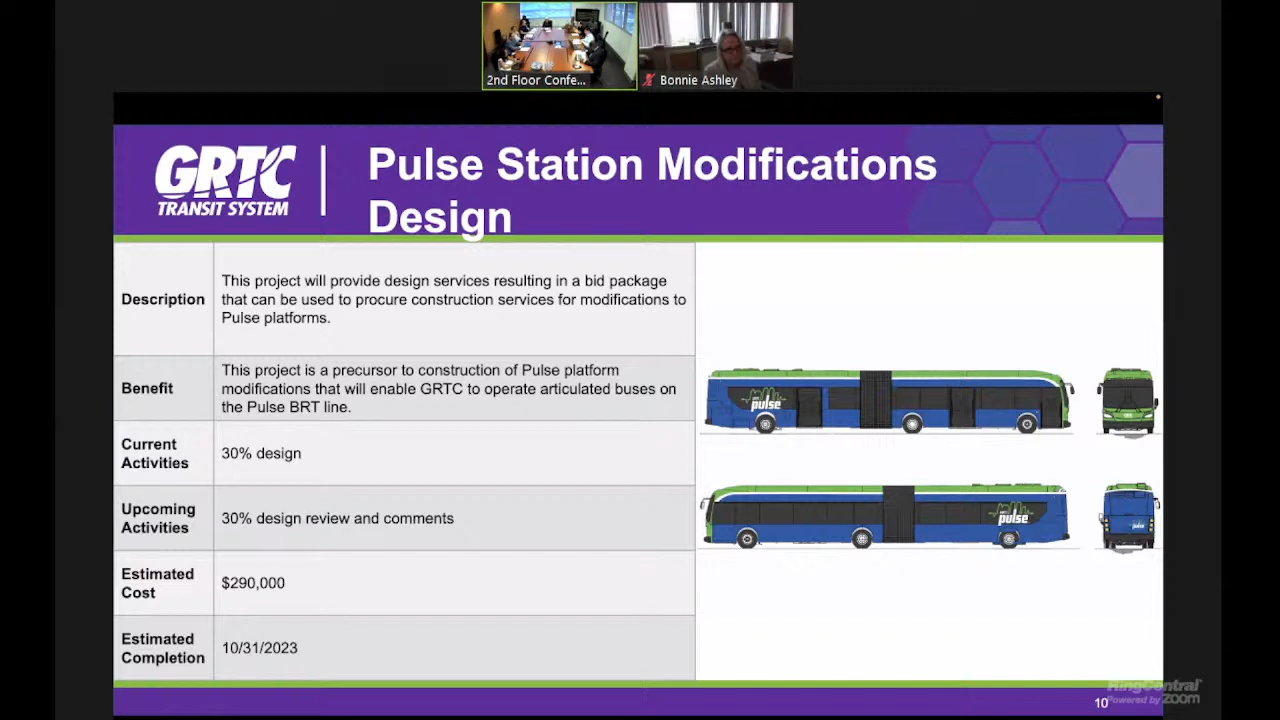 2nd Floor Confe...
Bonnie Ashley
GRTC
TRANSIT SYSTEM
Pulse Station Modifications
Design
Description
This project will provide design services resulting in a bid package
that can be used to procure construction services for modifications to
Pulse platforms.
Benefit
This project is a precursor to construction of Pulse platform
modifications that will enable GRTC to operate articulated buses on
the Pulse BRT line.
Current
Activities
30% design
Upcoming
Activities
30% design review and comments
Estimated
Cost
$290,000
Estimated
Completion
10/31/2023
pulse
pulse
pulse
10
RingCentral
Powered by zoom